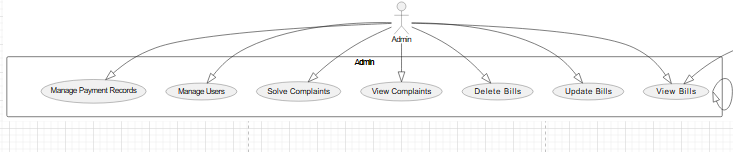 Admin
Admin
Manage Payment Records
Manage Users
Solve Complaints
View Complaints
Delete Bills
Update Bills
View Bills